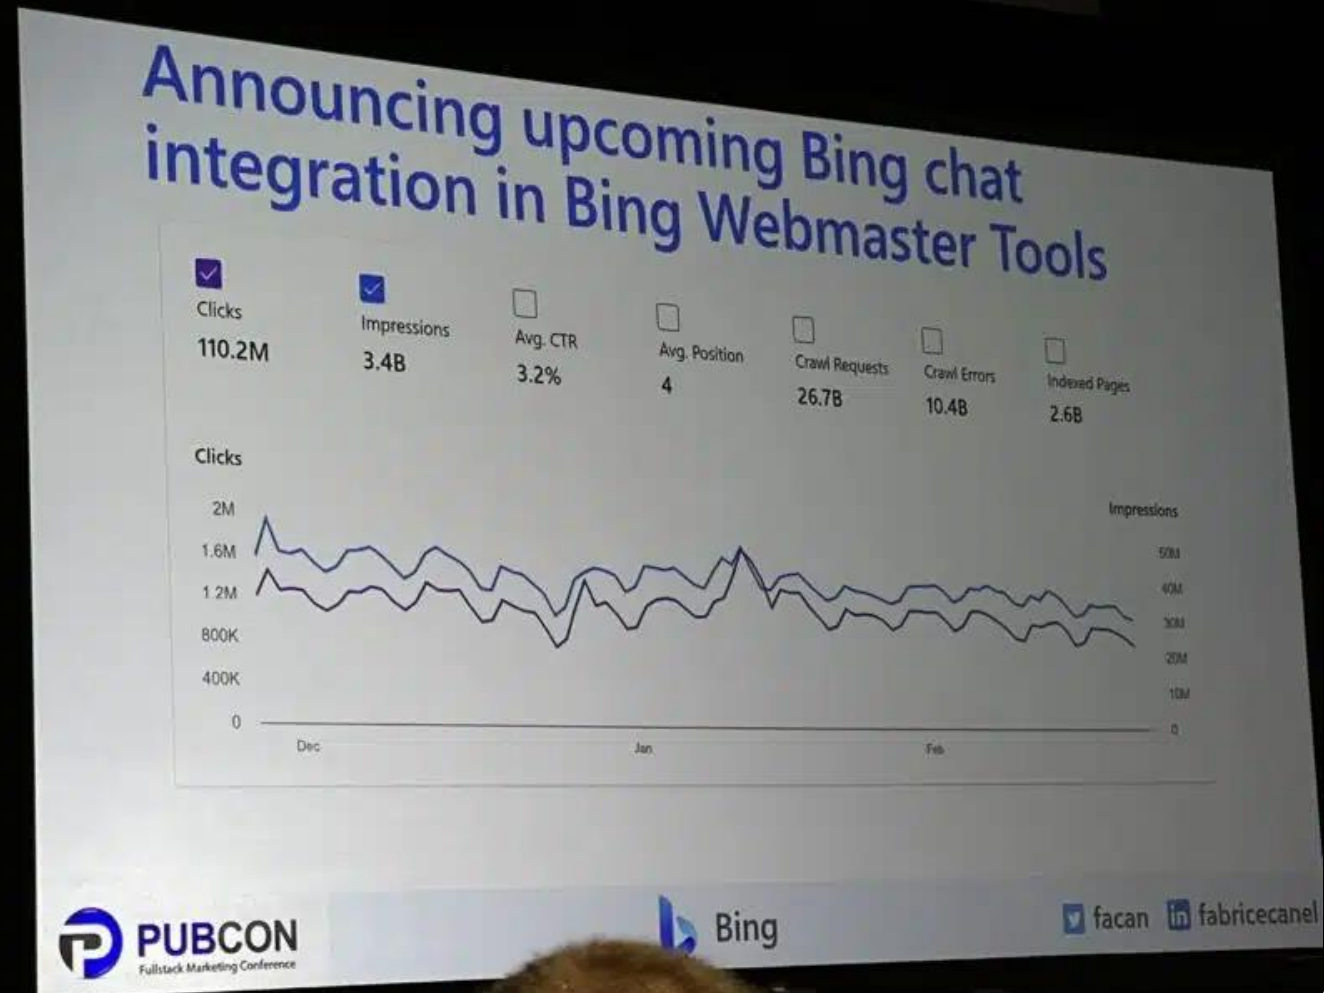 Announcing upcoming Bing chat
integration in Bing Webmaster Tools
Clicks
110.2M
Impressions
3.4B
Avg. CTR
3.2%
Avg. Position
4
Crawl Requests
26.7B
Crawl Errors
10.4B
Indexed Pages
2.6B
Clicks
Impressions
2M
1.6M
1.2M
800K
400K
0
50M
40M
30M
20M
10M
0
Dec Jan Feb
PUBCON
Fullstack Marketing Conference
Bing
facan fabricecanel